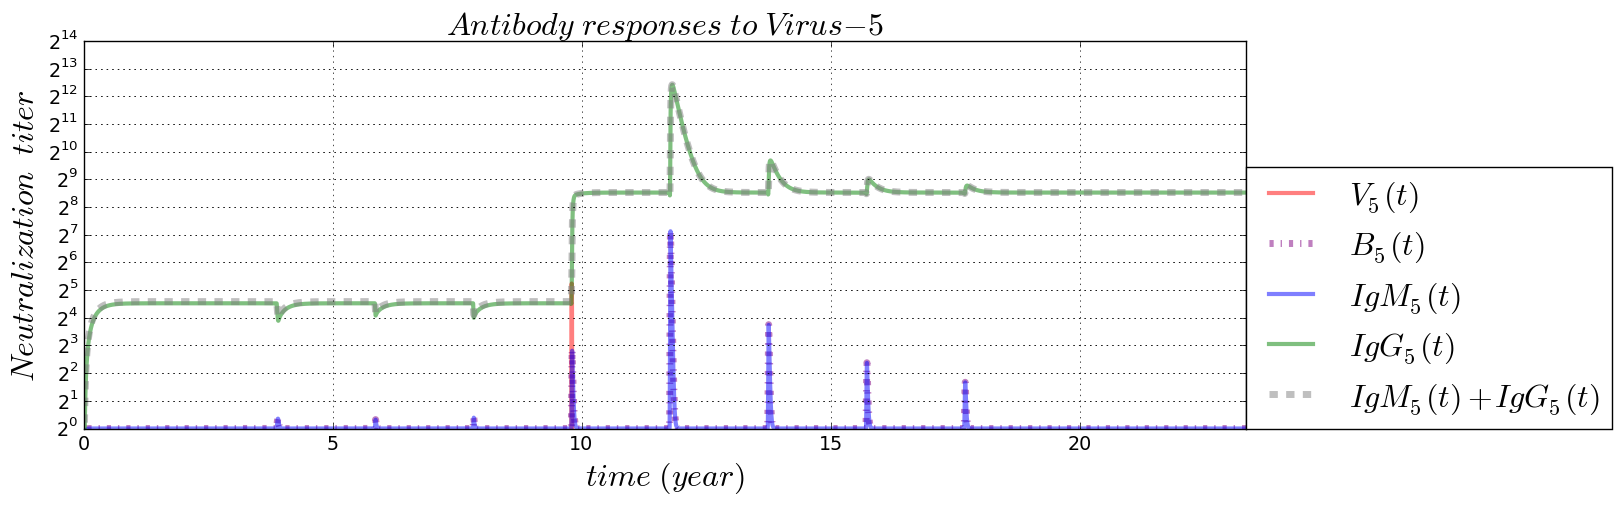 Antibody responses to Virus−5
Neutralization titer
2^14
2^13
2^12
2^11
2^10
2^9
2^8
2^7
2^6
2^5
2^4
2^3
2^2
2^1
2^0
0 5 10 15 20
time (year)
V_5(t)
B_5(t)
IgM_5(t)
IgG_5(t)
IgM_5(t)+IgG_5(t)